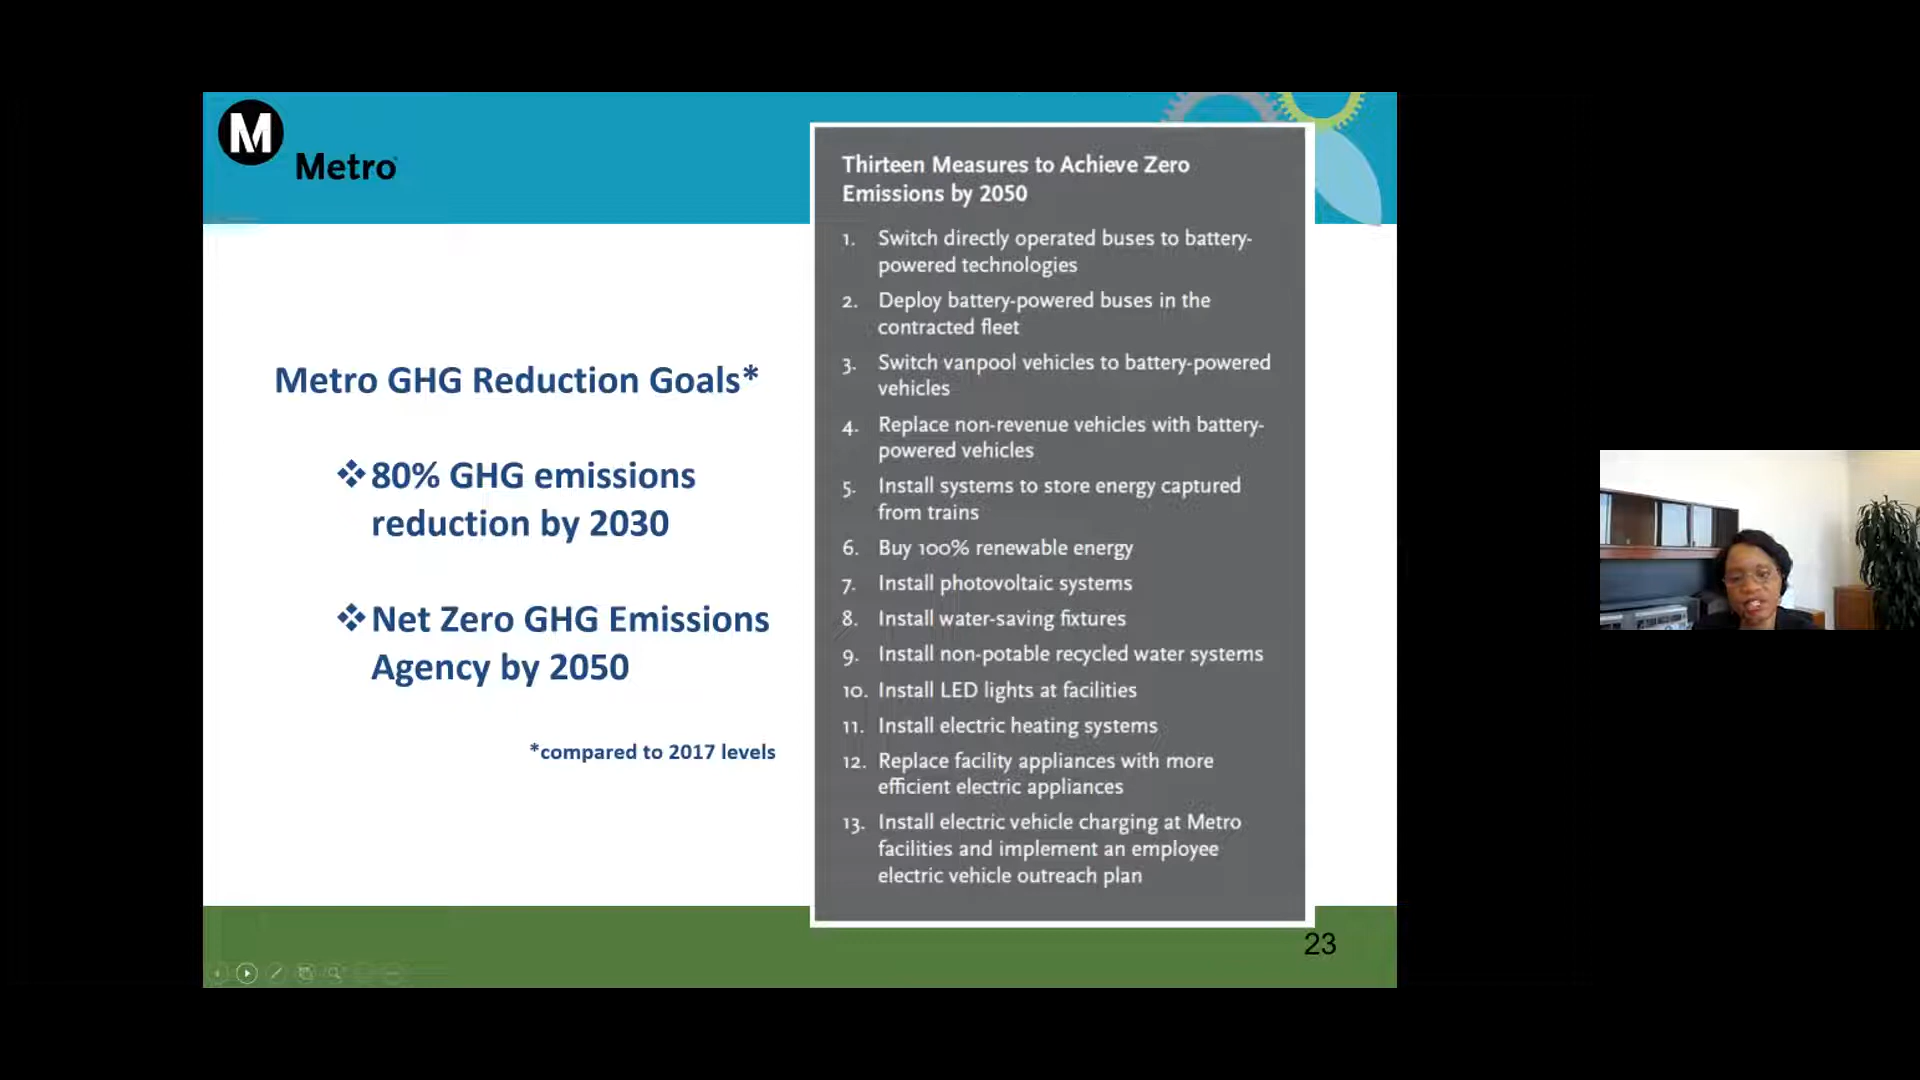 M
Metro
Metro GHG Reduction Goals*
❖80% GHG emissions
reduction by 2030
❖Net Zero GHG Emissions
Agency by 2050
*compared to 2017 levels
Thirteen Measures to Achieve Zero
Emissions by 2050
1. Switch directly operated buses to battery-
powered technologies
2. Deploy battery-powered buses in the
contracted fleet
3. Switch vanpool vehicles to battery-powered
vehicles
4. Replace non-revenue vehicles with battery-
powered vehicles
5. Install systems to store energy captured
from trains
6. Buy 100% renewable energy
7. Install photovoltaic systems
8. Install water-saving fixtures
9. Install non-potable recycled water systems
10. Install LED lights at facilities
11. Install electric heating systems
12. Replace facility appliances with more
efficient electric appliances
13. Install electric vehicle charging at Metro
facilities and implement an employee
electric vehicle outreach plan
23